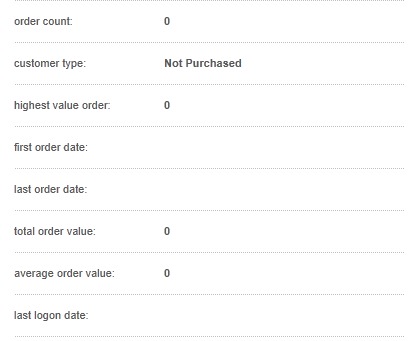 order count: 0
customer type: Not Purchased
highest value order: 0
first order date:
last order date:
total order value: 0
average order value: 0
last logon date: